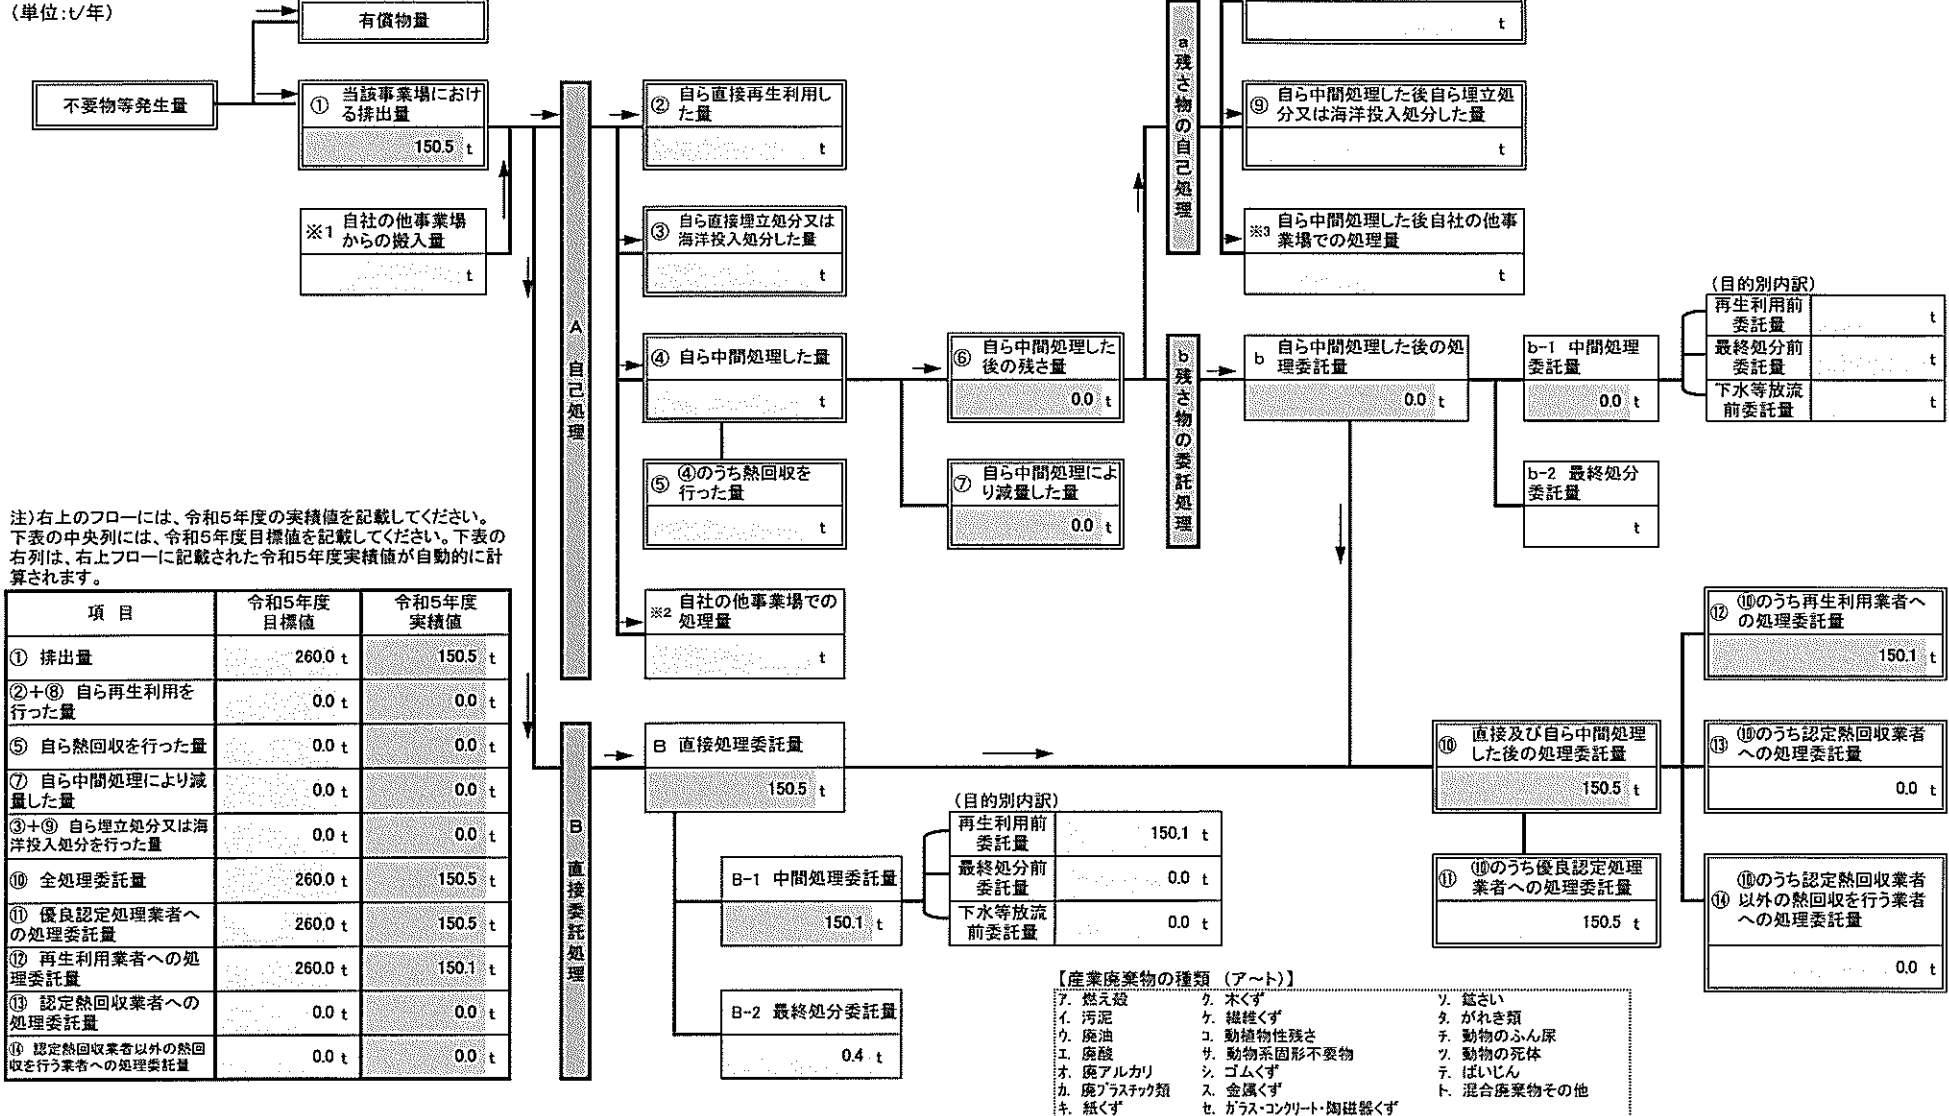 (単位:t/年)
有償物量
不要物等発生量
① 当該事業場におけ
る排出量
150.5 t
※1 自社の他事業場
からの搬入量
t
A 自己処理
② 自ら直接再生利用し
た量
t
③ 自ら直接埋立処分又は
海洋投入処分した量
t
④ 自ら中間処理した量
t
⑤ ④のうち熱回収を
行った量
t
※2 自社の他事業場での
処理量
t
⑥ 自ら中間処理した
後の残さ量
0.0 t
⑦ 自ら中間処理によ
り減量した量
0.0 t
a 残さ物の自己処理
t
⑨ 自ら中間処理した後自ら埋立処
分又は海洋投入処分した量
t
※3 自ら中間処理した後自社の他事
業場での処理量
t
b 残さ物の委託処理
b 自ら中間処理した後の処
理委託量
0.0 t
b-1 中間処理
委託量
0.0 t
(目的別内訳)
再生利用前
委託量
t
最終処分前
委託量
t
下水等放流
前委託量
t
b-2 最終処分
委託量
t
注)右上のフローには、令和5年度の実績値を記載してください。
下表の中央列には、令和5年度目標値を記載してください。下表の
右列は、右上フローに記載された令和5年度実績値が自動的に計
算されます。
項 目 令和5年度 令和5年度
目標値 実績値
① 排出量 260.0 t 150.5 t
②+⑧ 自ら再生利用を
行った量 0.0 t 0.0 t
⑤ 自ら熱回収を行った量 0.0 t 0.0 t
⑦ 自ら中間処理により減
量した量 0.0 t 0.0 t
③+⑨ 自ら埋立処分又は海
洋投入処分を行った量 0.0 t 0.0 t
⑩ 全処理委託量 260.0 t 150.5 t
⑪ 優良認定処理業者へ
の処理委託量 260.0 t 150.5 t
⑫ 再生利用業者への処
理委託量 260.0 t 150.1 t
⑬ 認定熱回収業者への
処理委託量 0.0 t 0.0 t
⑭ 認定熱回収業者以外の熱回
収を行う業者への処理委託量 0.0 t 0.0 t
B 直接委託処理
B 直接処理委託量
150.5 t
B-1 中間処理委託量
150.1 t
(目的別内訳)
再生利用前
委託量
150.1 t
最終処分前
委託量
0.0 t
下水等放流
前委託量
0.0 t
B-2 最終処分委託量
0.4 t
⑩ 直接及び自ら中間処理
した後の処理委託量
150.5 t
⑪ ⑩のうち優良認定処理
業者への処理委託量
150.5 t
⑫ ⑩のうち再生利用業者へ
の処理委託量
150.1 t
⑬ ⑩のうち認定熱回収業者
への処理委託量
0.0 t
⑭ ⑩のうち認定熱回収業者
以外の熱回収を行う業者
への処理委託量
0.0 t
【産業廃棄物の種類 (ア~ト)】
ア. 燃え殻 ク. 木くず ソ. 鉱さい
イ. 汚泥 ケ. 繊維くず タ. がれき類
ウ. 廃油 コ. 動植物性残さ チ. 動物のふん尿
エ. 廃酸 サ. 動物系固形不要物 ツ. 動物の死体
オ. 廃アルカリ シ. ゴムくず テ. ばいじん
カ. 廃プラスチック類 ス. 金属くず ト. 混合廃棄物その他
キ. 紙くず セ. ガラス・コンクリート・陶磁器くず